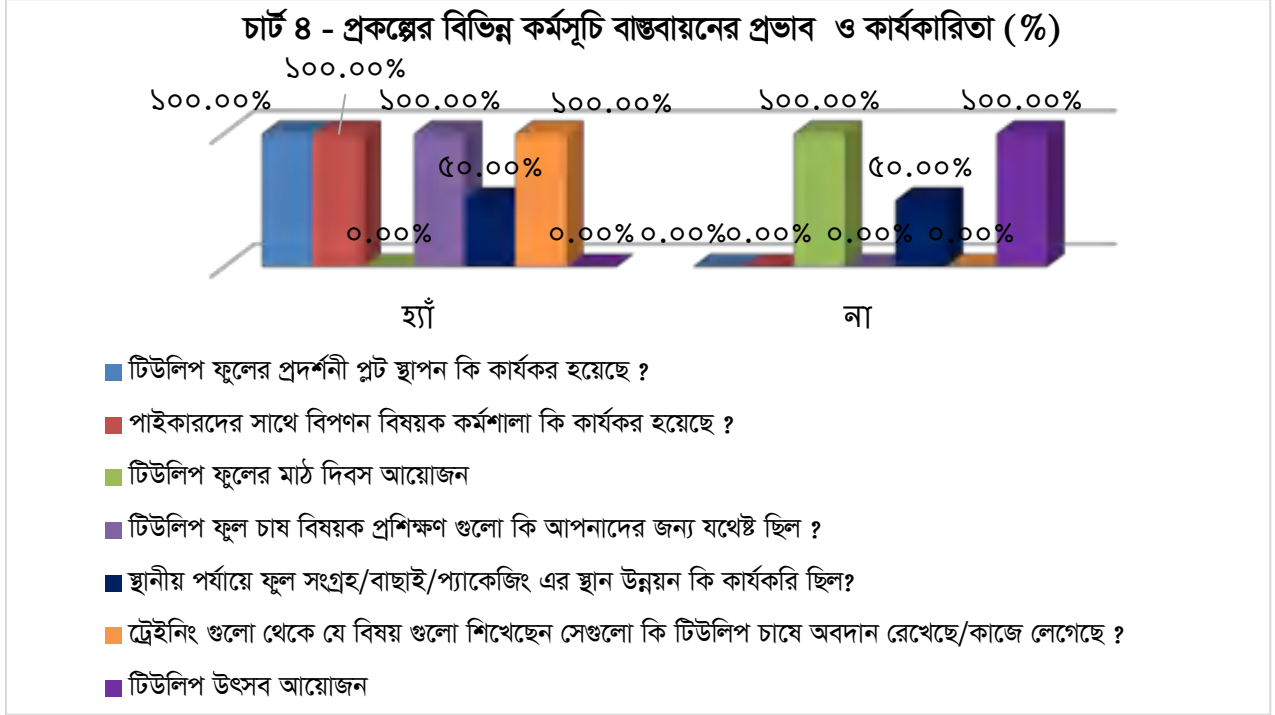 চার্ট ৪ - প্রকল্পের বিভিন্ন কর্মসূচি বাস্তবায়নের প্রভাব ও কার্যকারিতা (%)
১০০.০০%
১০০.০০% ১০০.০০% ১০০.০০% ১০০.০০% ১০০.০০%
৫০.০০% ৫০.০০%
০.০০% ০.০০% ০.০০% ০.০০% ০.০০% ০.০০%
হ্যাঁ না
টিউলিপ ফুলের প্রদর্শনী প্লট স্থাপন কি কার্যকর হয়েছে ?
পাইকারদের সাথে বিপণন বিষয়ক কর্মশালা কি কার্যকর হয়েছে ?
টিউলিপ ফুলের মাঠ দিবস আয়োজন
টিউলিপ ফুল চাষ বিষয়ক প্রশিক্ষণ গুলো কি আপনাদের জন্য যথেষ্ট ছিল ?
স্থানীয় পর্যায়ে ফুল সংগ্রহ/বাছাই/প্যাকেজিং এর স্থান উন্নয়ন কি কার্যকরি ছিল?
ট্রেইনিং গুলো থেকে যে বিষয় গুলো শিখেছেন সেগুলো কি টিউলিপ চাষে অবদান রেখেছে/কাজে লেগেছে ?
টিউলিপ উৎসব আয়োজন